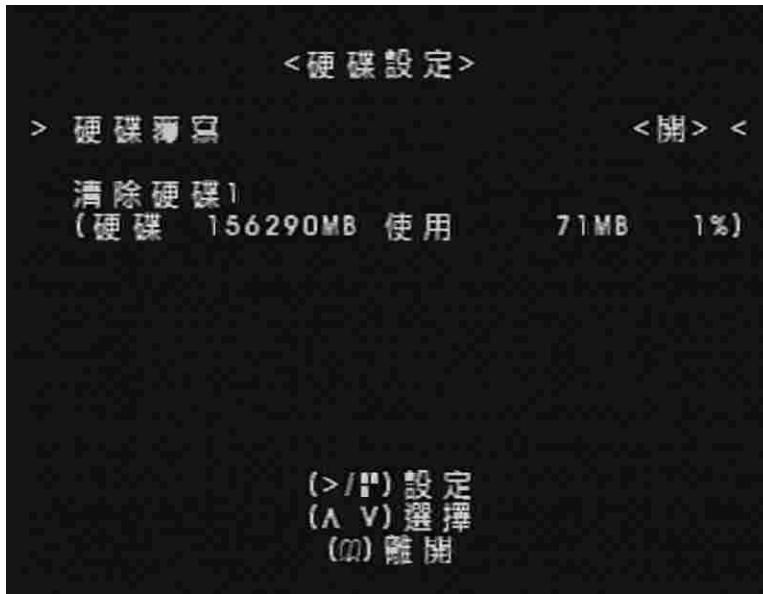 <硬碟設定>
> 硬碟覆寫 <開> <
清除硬碟1
(硬碟 156290MB 使用 71MB 1%)
(>/⏯) 設定
(∧ ∨) 選擇
(▯▯) 離開